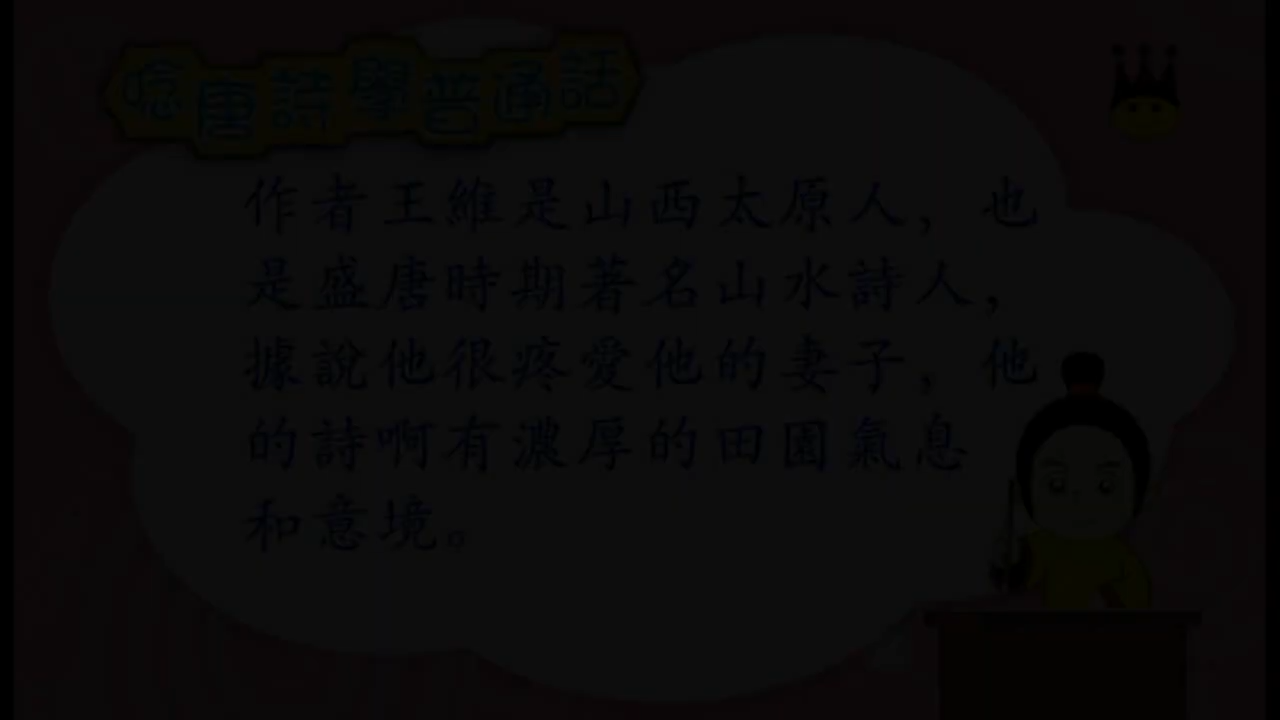 唸唐詩學普通話
作者王維是山西太原人，也
是盛唐時期著名山水詩人，
據說他很疼愛他的妻子，他
的詩啊有濃厚的田園氣息
和意境。